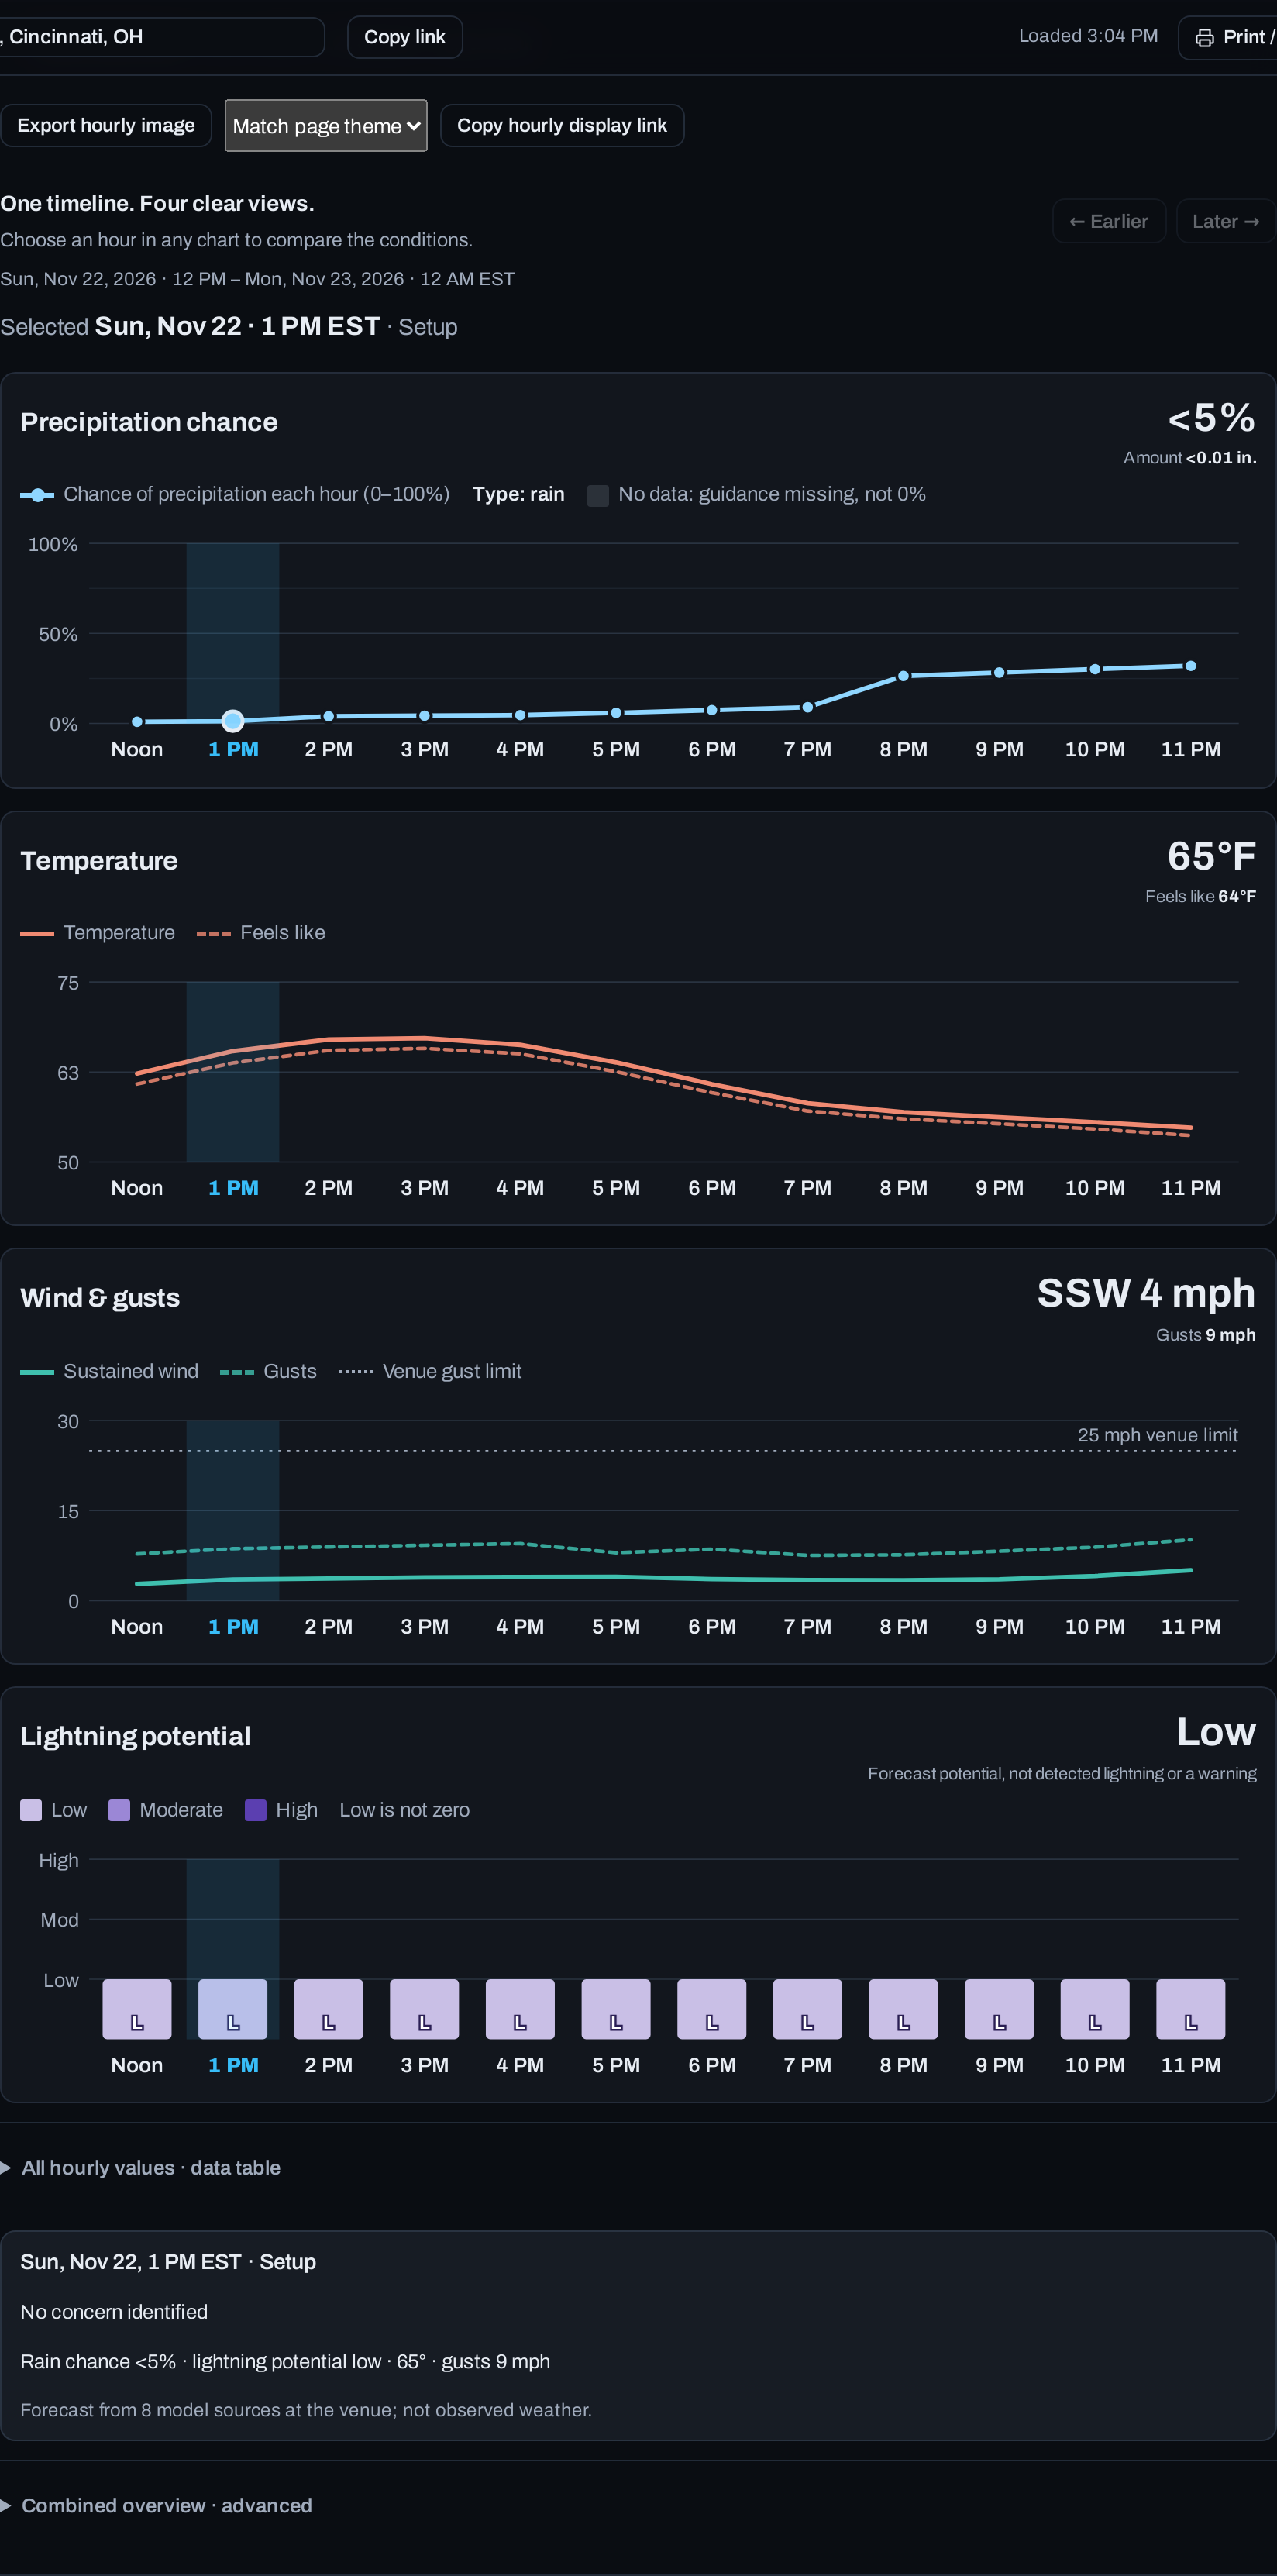 , Cincinnati, OH Copy link Loaded 3:04 PM Print /
Export hourly image Match page theme Copy hourly display link
One timeline. Four clear views.
Choose an hour in any chart to compare the conditions.
← Earlier Later →
Sun, Nov 22, 2026 · 12 PM – Mon, Nov 23, 2026 · 12 AM EST
Selected Sun, Nov 22 · 1 PM EST · Setup
Precipitation chance <5%
Amount <0.01 in.
Chance of precipitation each hour (0–100%) Type: rain No data: guidance missing, not 0%
100%
50%
0%
Noon 1 PM 2 PM 3 PM 4 PM 5 PM 6 PM 7 PM 8 PM 9 PM 10 PM 11 PM
Temperature 65°F
Feels like 64°F
Temperature Feels like
75
63
50
Noon 1 PM 2 PM 3 PM 4 PM 5 PM 6 PM 7 PM 8 PM 9 PM 10 PM 11 PM
Wind & gusts SSW 4 mph
Gusts 9 mph
Sustained wind Gusts Venue gust limit
30
25 mph venue limit
15
0
Noon 1 PM 2 PM 3 PM 4 PM 5 PM 6 PM 7 PM 8 PM 9 PM 10 PM 11 PM
Lightning potential Low
Forecast potential, not detected lightning or a warning
Low Moderate High Low is not zero
High
Mod
Low
L L L L L L L L L L L L
Noon 1 PM 2 PM 3 PM 4 PM 5 PM 6 PM 7 PM 8 PM 9 PM 10 PM 11 PM
All hourly values · data table
Sun, Nov 22, 1 PM EST · Setup
No concern identified
Rain chance <5% · lightning potential low · 65° · gusts 9 mph
Forecast from 8 model sources at the venue; not observed weather.
Combined overview · advanced